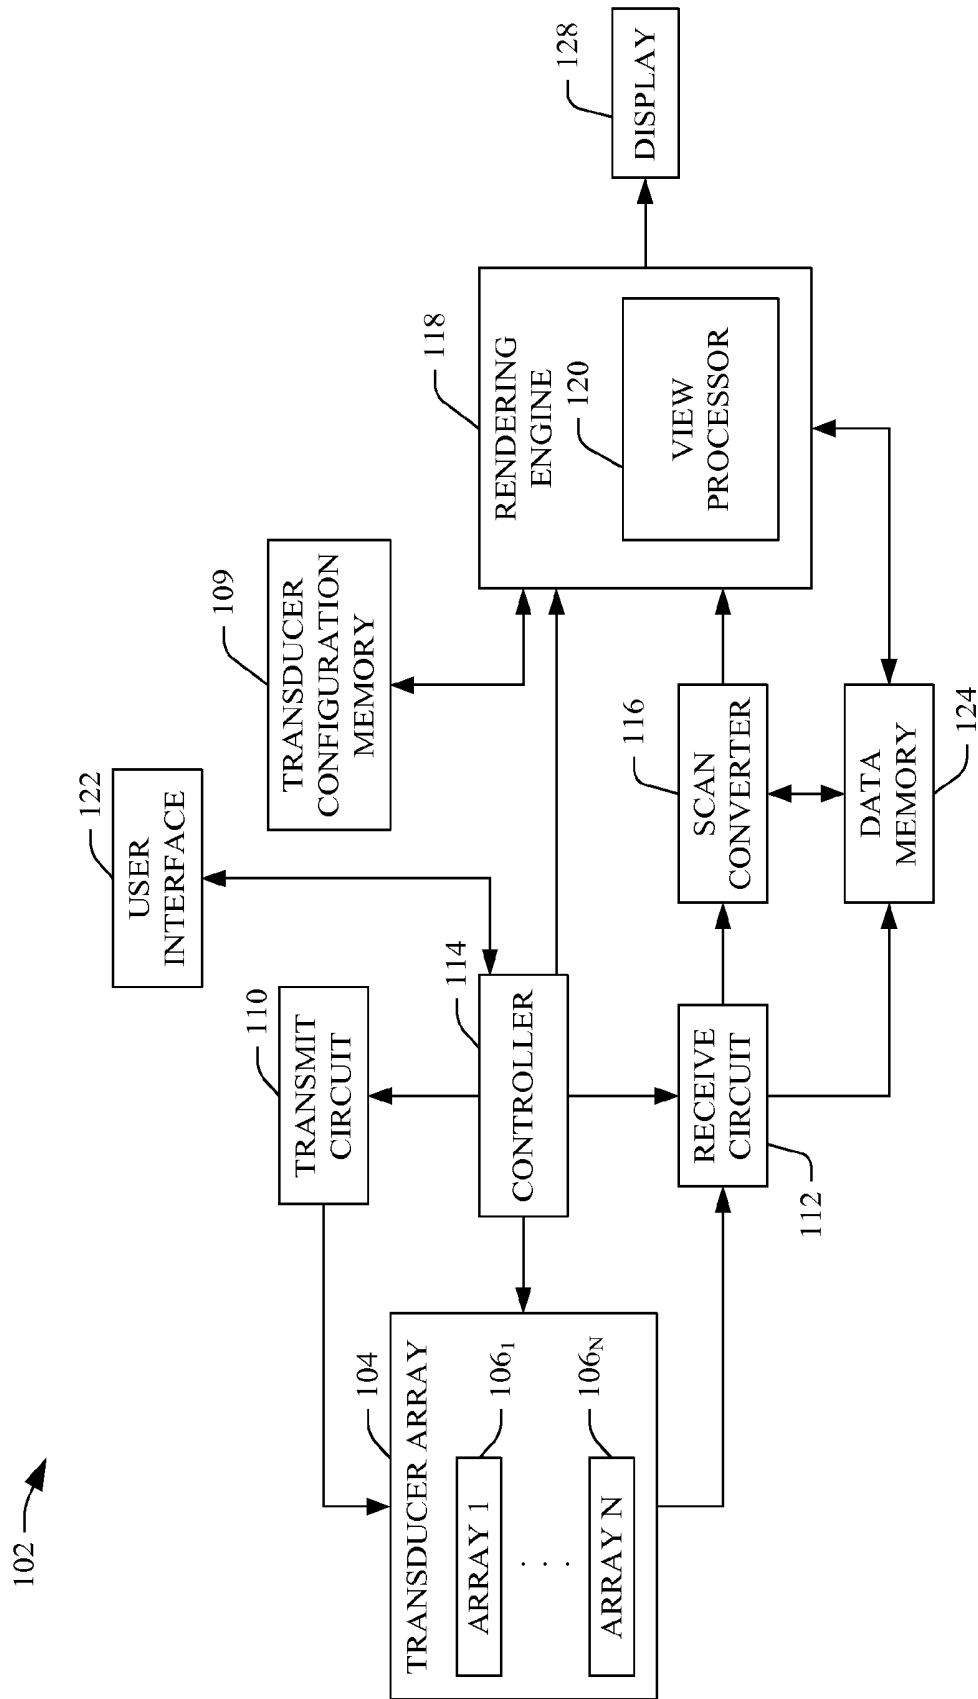 102
104
TRANSDUCER ARRAY
ARRAY 1
106₁
. . .
ARRAY N
106ɴ
110
TRANSMIT
CIRCUIT
114
CONTROLLER
RECEIVE
CIRCUIT
112
122
USER
INTERFACE
109
TRANSDUCER
CONFIGURATION
MEMORY
116
SCAN
CONVERTER
DATA
MEMORY
124
118
RENDERING
ENGINE
120
VIEW
PROCESSOR
128
DISPLAY